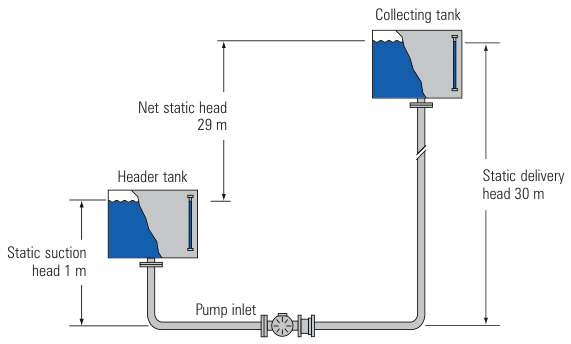 Collecting tank
Net static head
29 m
Header tank
Static delivery
head 30 m
Static suction
head 1 m
Pump inlet